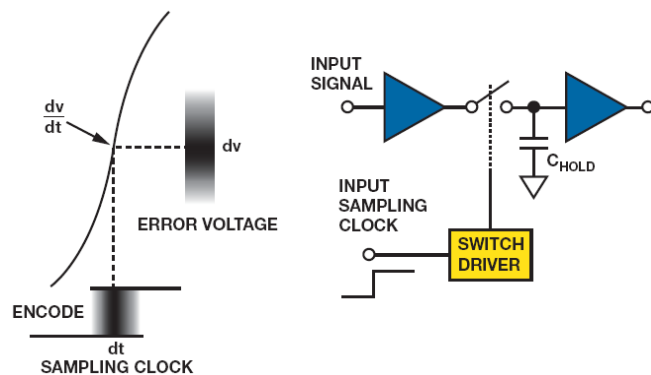 dv
dt
dv
ERROR VOLTAGE
ENCODE
dt
SAMPLING CLOCK
INPUT
SIGNAL
C HOLD
INPUT
SAMPLING
CLOCK
SWITCH
DRIVER